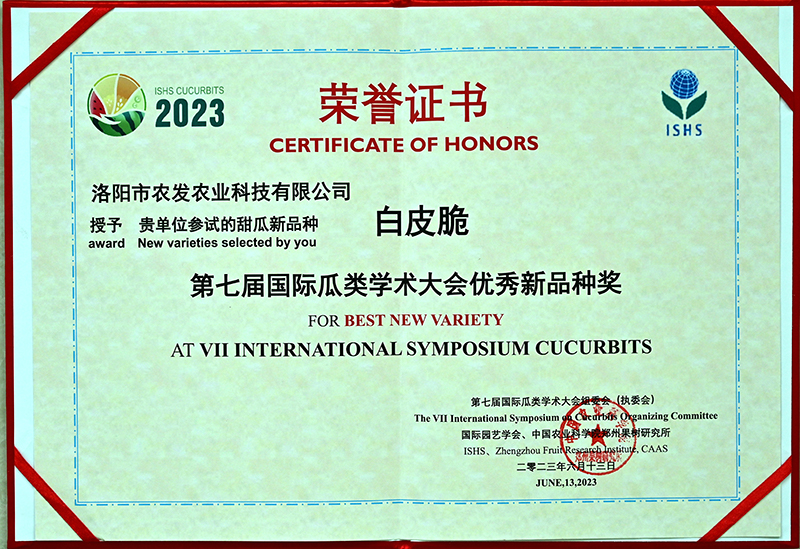 ISHS CUCURBITS
2023
荣誉证书
CERTIFICATE OF HONORS
ISHS
洛阳市农发农业科技有限公司
授予 贵单位参试的甜瓜新品种 白皮脆
award New varieties selected by you
第七届国际瓜类学术大会优秀新品种奖
FOR BEST NEW VARIETY
AT VII INTERNATIONAL SYMPOSIUM CUCURBITS
第七届国际瓜类学术大会组委会（执委会）
The VII International Symposium on Cucurbits Organizing Committee
国际园艺学会、中国农业科学院郑州果树研究所
ISHS、Zhengzhou Fruit Research Institute, CAAS
二零二三年六月十三日
JUNE,13,2023
郑州果树研究所